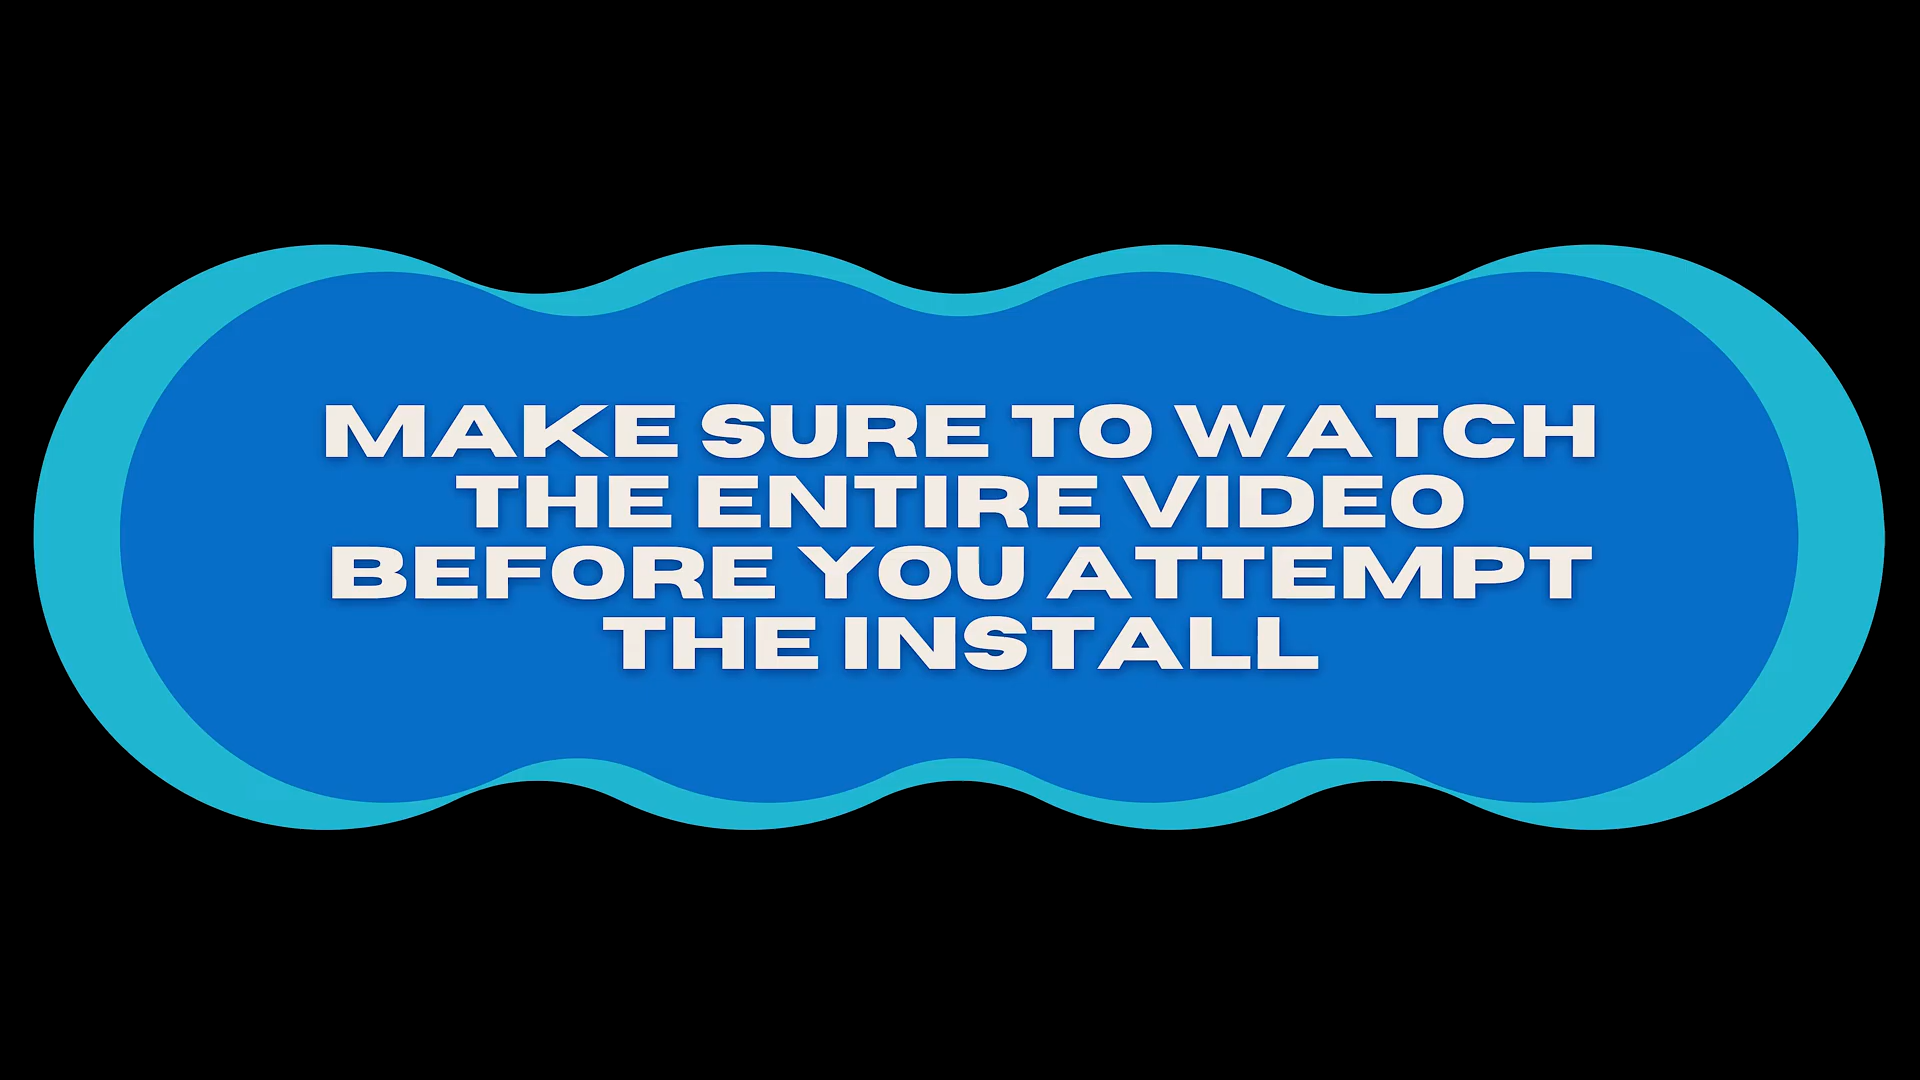 MAKE SURE TO WATCH
THE ENTIRE VIDEO
BEFORE YOU ATTEMPT
THE INSTALL